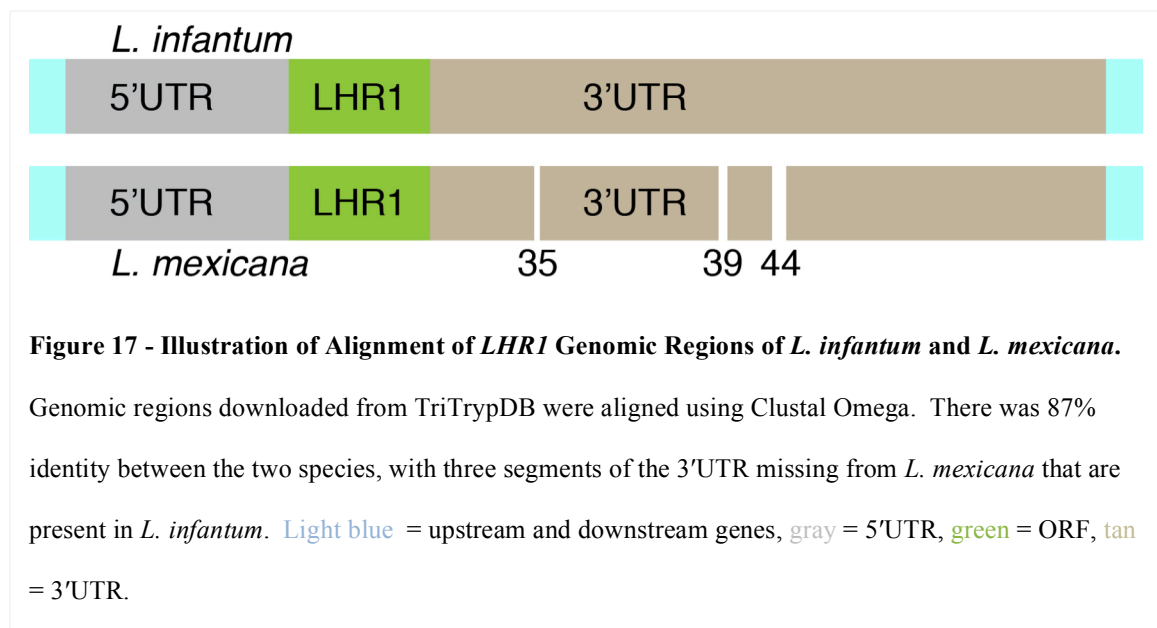 L. infantum
5'UTR LHR1 3'UTR
5'UTR LHR1 3'UTR
L. mexicana 35 39 44
Figure 17 - Illustration of Alignment of LHR1 Genomic Regions of L. infantum and L. mexicana.
Genomic regions downloaded from TriTrypDB were aligned using Clustal Omega. There was 87%
identity between the two species, with three segments of the 3′UTR missing from L. mexicana that are
present in L. infantum. Light blue = upstream and downstream genes, gray = 5′UTR, green = ORF, tan
= 3′UTR.